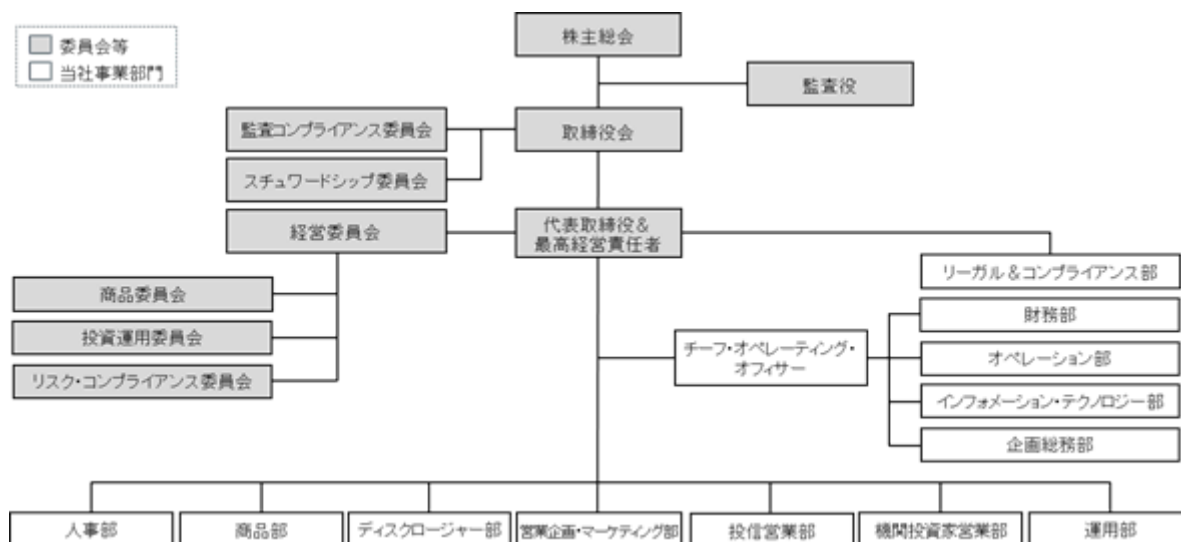 委員会等
当社事業部門
株主総会
監査役
監査コンプライアンス委員会
取締役会
スチュワードシップ委員会
経営委員会
代表取締役&
最高経営責任者
リーガル&コンプライアンス部
商品委員会
財務部
投資運用委員会
チーフ・オペレーティング・
オフィサー
オペレーション部
リスク・コンプライアンス委員会
インフォメーション・テクノロジー部
企画総務部
人事部
商品部
ディスクロージャー部
営業企画・マーケティング部
投信営業部
機関投資家営業部
運用部